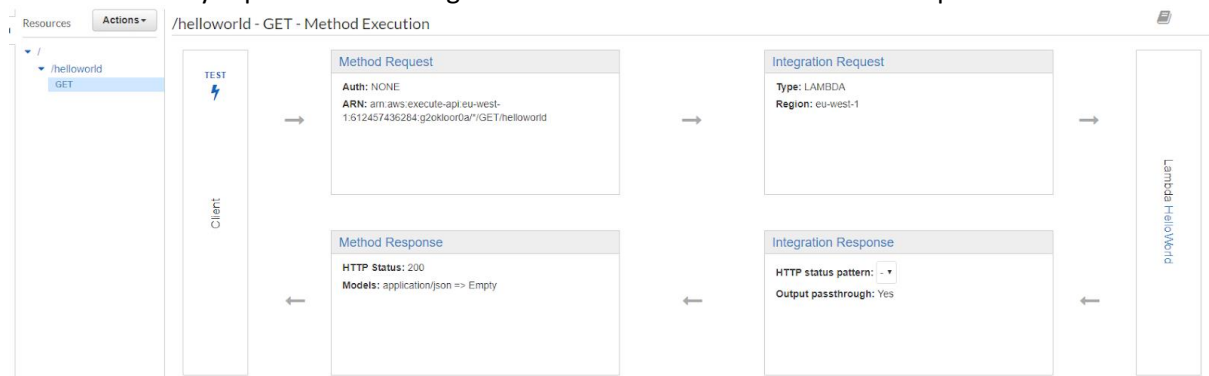 Resources Actions /helloworld - GET - Method Execution
/
/helloworld
GET
TEST
Client
Method Request
Auth: NONE
ARN: arn:aws:execute-api:eu-west-
1:612457436284:g2okloor0a/*/GET/helloworld
Integration Request
Type: LAMBDA
Region: eu-west-1
Lambda HelloWorld
Method Response
HTTP Status: 200
Models: application/json => Empty
Integration Response
HTTP status pattern: -
Output passthrough: Yes